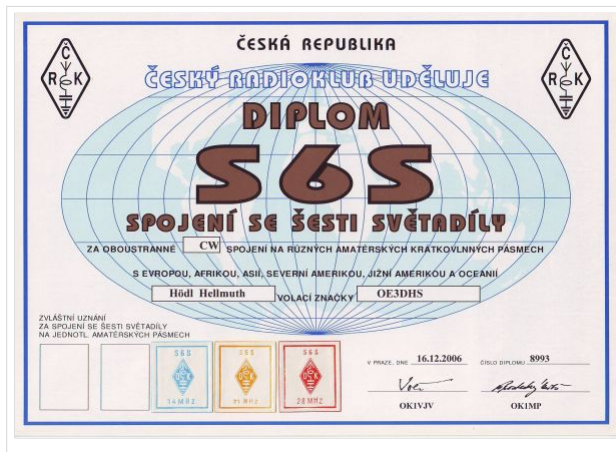 ČESKÁ REPUBLIKA
Č
R K
Č
R K
ČESKÝ RADIOKLUB UDĚLUJE
DIPLOM
S6S
SPOJENÍ SE ŠESTI SVĚTADÍLY
ZA OBOUSTRANNÉ CW SPOJENÍ NA RŮZNÝCH AMATÉRSKÝCH KRÁTKOVLNNÝCH PÁSMECH
S EVROPOU, AFRIKOU, ASIÍ, SEVERNÍ AMERIKOU, JIŽNÍ AMERIKOU A OCEANIÍ
Hödl Hellmuth VOLACÍ ZNAČKY OE3DHS
ZVLÁŠTNÍ UZNÁNÍ
ZA SPOJENÍ SE ŠESTI SVĚTADÍLY
NA JEDNOTL. AMATÉRSKÝCH PÁSMECH
S6S S6S S6S
14 MHZ 21 MHZ 28 MHZ
V PRAZE, DNE 16.12.2006 ČÍSLO DIPLOMU 8993
OK1VJV OK1MP